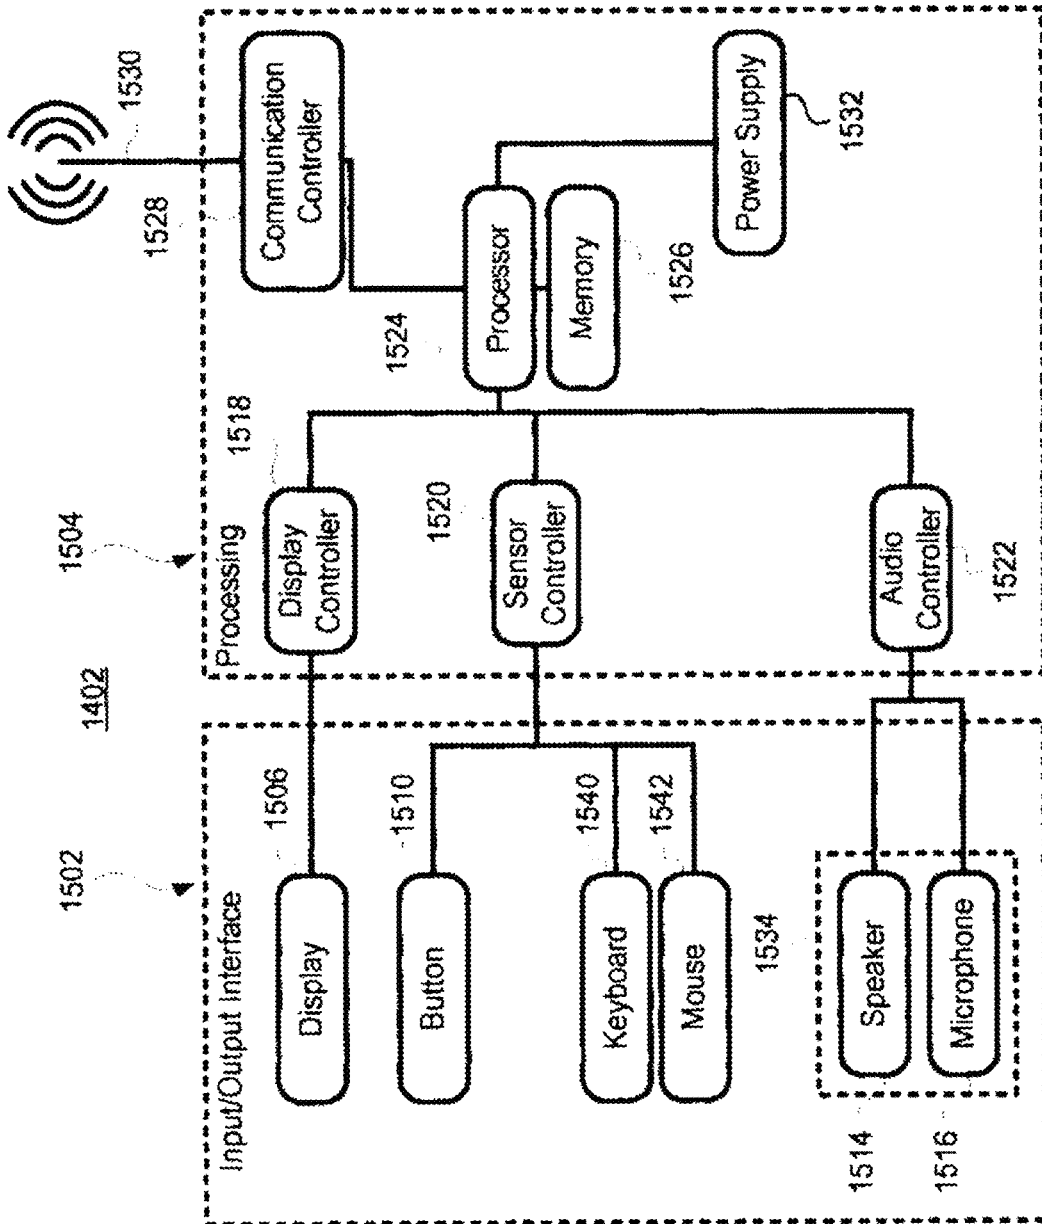 1402
1502
1504
Input/Output Interface
Processing
Display
1506
Display
Controller
1518
Communication
Controller
1528
1530
Button
1510
Sensor
Controller
1520
Processor
1524
Memory
1526
Keyboard
1540
Mouse
1542
1534
Power Supply
1532
Speaker
1514
Microphone
1516
Audio
Controller
1522